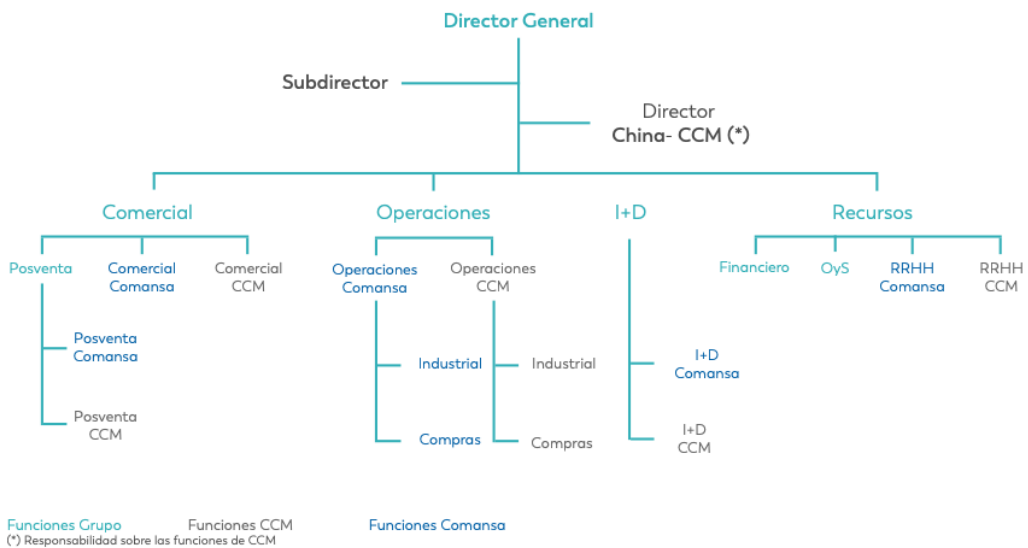 Director General
Subdirector
Director
China- CCM (*)
Comercial
Operaciones
I+D
Recursos
Posventa
Comercial
Comansa
Comercial
CCM
Operaciones
Comansa
Operaciones
CCM
Financiero
OyS
RRHH
Comansa
RRHH
CCM
Posventa
Comansa
Industrial
Industrial
I+D
Comansa
Posventa
CCM
Compras
Compras
I+D
CCM
Funciones Grupo
Funciones CCM
Funciones Comansa
(*) Responsabilidad sobre las funciones de CCM